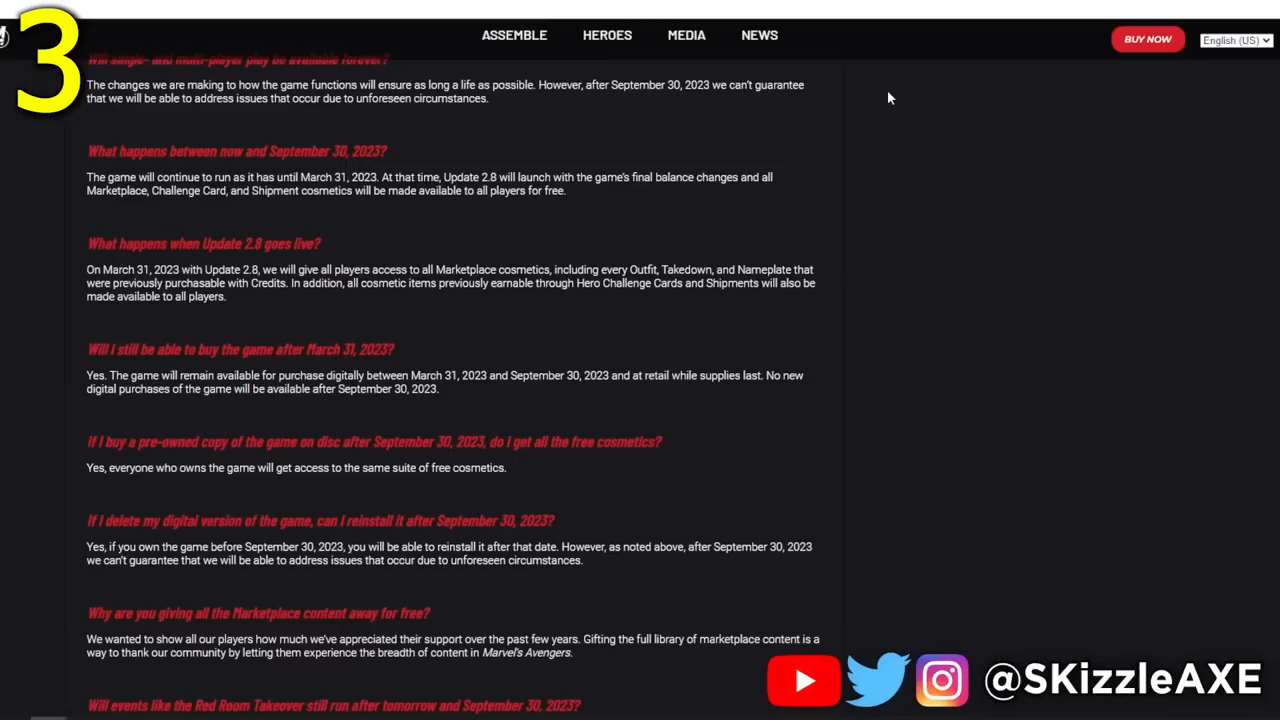 3
ASSEMBLE HEROES MEDIA NEWS
BUY NOW
English (US)
Will single- and multi-player play be available forever?
The changes we are making to how the game functions will ensure as long a life as possible. However, after September 30, 2023 we can't guarantee
that we will be able to address issues that occur due to unforeseen circumstances.
What happens between now and September 30, 2023?
The game will continue to run as it has until March 31, 2023. At that time, Update 2.8 will launch with the game's final balance changes and all
Marketplace, Challenge Card, and Shipment cosmetics will be made available to all players for free.
What happens when Update 2.8 goes live?
On March 31, 2023 with Update 2.8, we will give all players access to all Marketplace cosmetics, including every Outfit, Takedown, and Nameplate that
were previously purchasable with Credits. In addition, all cosmetic items previously earnable through Hero Challenge Cards and Shipments will also be
made available to all players.
Will i still be able to buy the game after March 31, 2023?
Yes. The game will remain available for purchase digitally between March 31, 2023 and September 30, 2023 and at retail while supplies last. No new
digital purchases of the game will be available after September 30, 2023.
If I buy a pre-owned copy of the game on disc after September 30, 2023, do I get all the free cosmetics?
Yes, everyone who owns the game will get access to the same suite of free cosmetics.
If I delete my digital version of the game, can I reinstall it after September 30, 2023?
Yes, if you own the game before September 30, 2023, you will be able to reinstall it after that date. However, as noted above, after September 30, 2023
we can't guarantee that we will be able to address issues that occur due to unforeseen circumstances.
Why are you giving all the Marketplace content away for free?
We wanted to show all our players how much we've appreciated their support over the past few years. Gifting the full library of marketplace content is a
way to thank our community by letting them experience the breadth of content in Marvel's Avengers.
@SKizzleAXE
Will events like the Red Room Takeover still run after tomorrow and September 30, 2023?